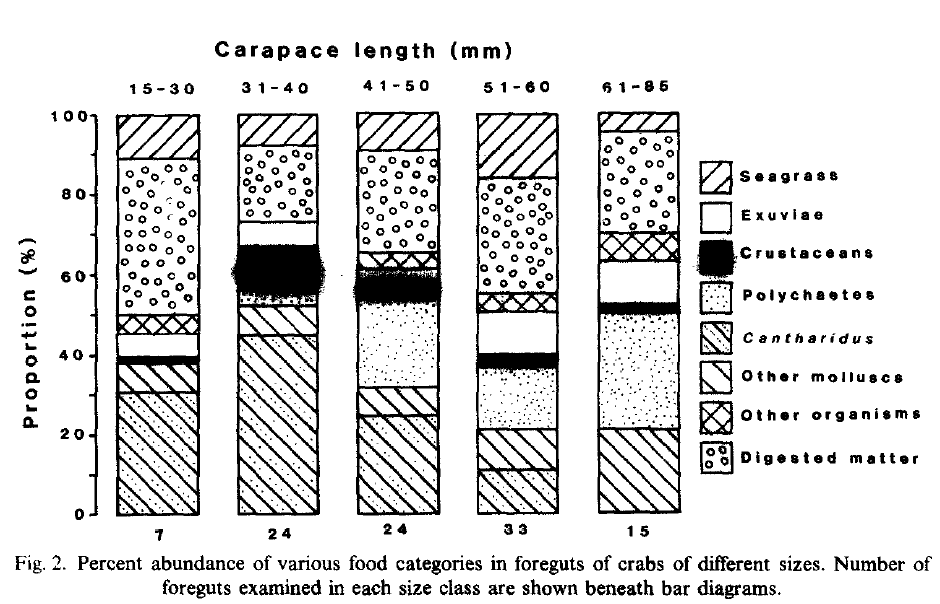 Carapace length (mm)
15-30 31-40 41-50 51-60 61-85
100
80
60
40
20
0
Proportion (%)
Seagrass
Exuviae
Crustaceans
Polychaetes
Cantharidus
Other molluscs
Other organisms
Digested matter
7 24 24 33 15
Fig. 2. Percent abundance of various food categories in foreguts of crabs of different sizes. Number of
foreguts examined in each size class are shown beneath bar diagrams.